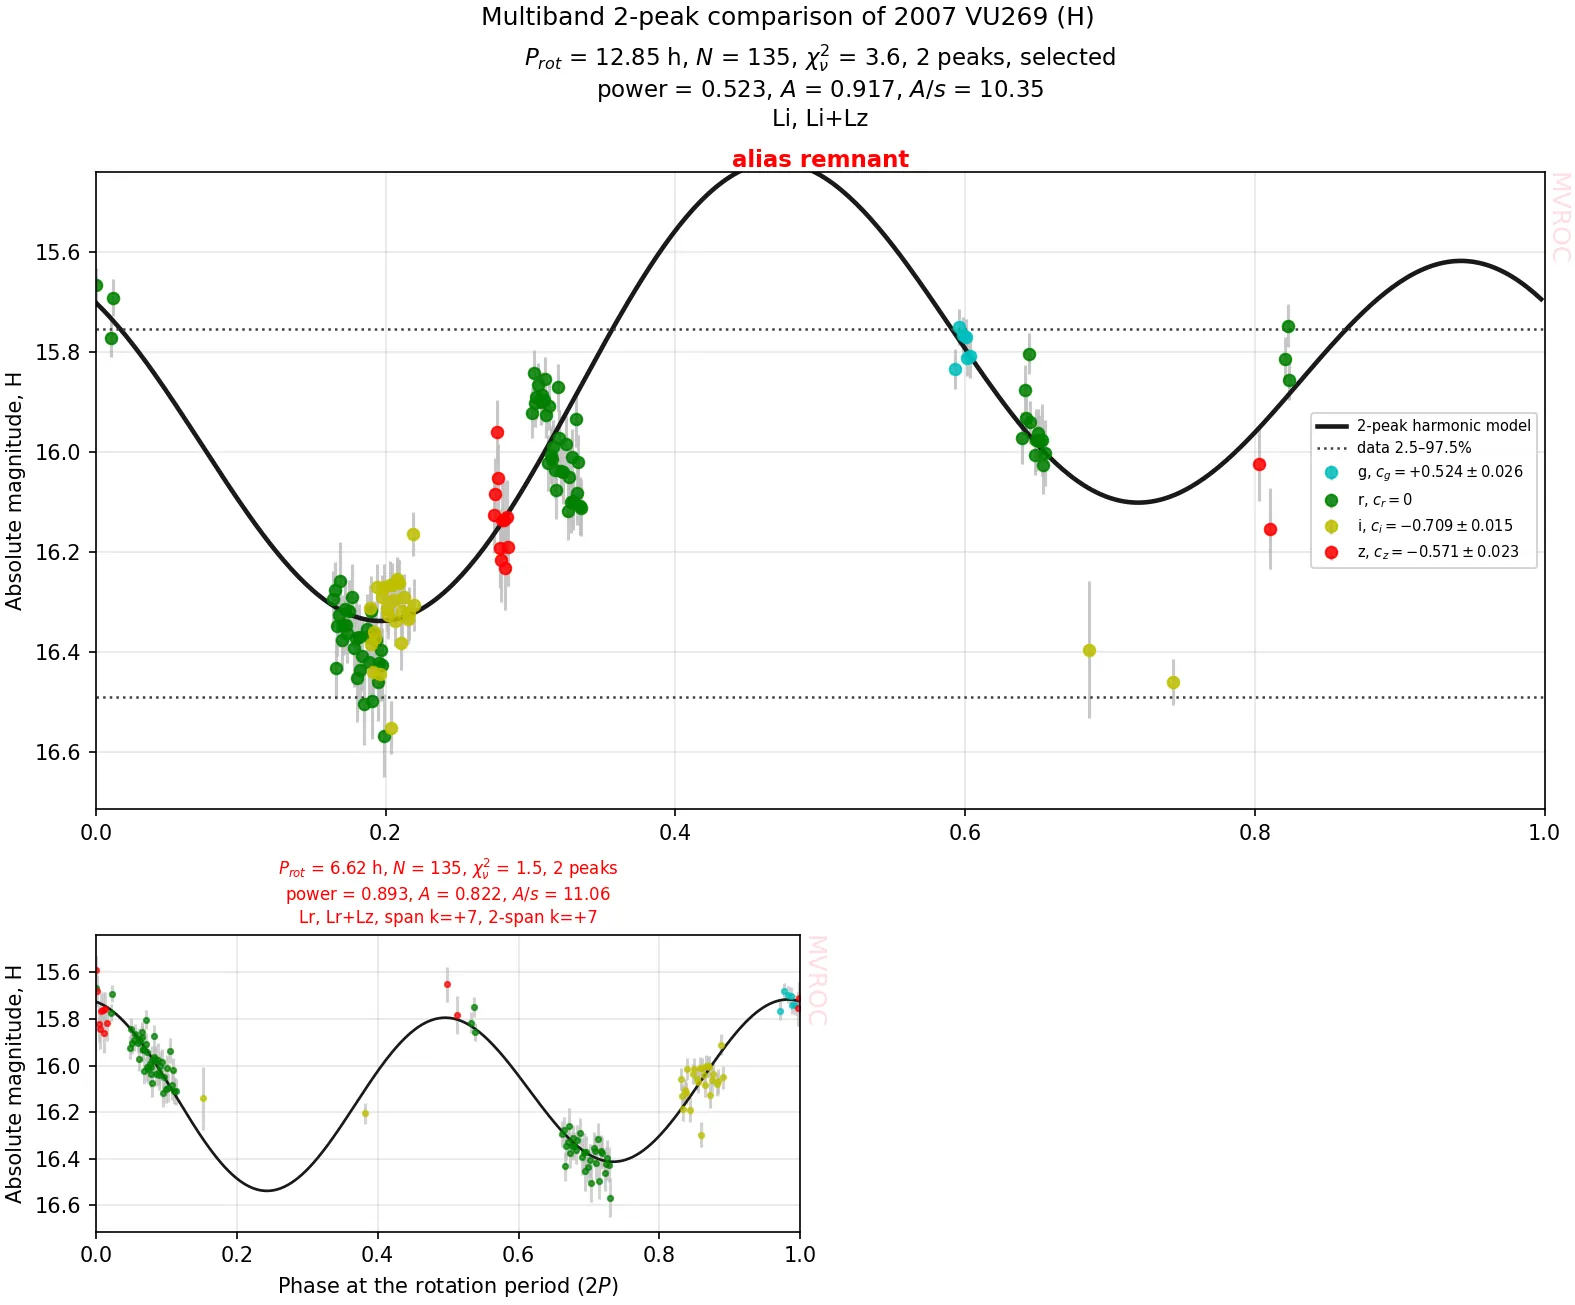 Multiband 2-peak comparison of 2007 VU269 (H)
P_rot = 12.85 h, N = 135, χ²_ν = 3.6, 2 peaks, selected
power = 0.523, A = 0.917, A/s = 10.35
Li, Li+Lz
alias remnant
MVROC
Absolute magnitude, H
15.6
15.8
16.0
16.2
16.4
16.6
2-peak harmonic model
data 2.5–97.5%
g, c_g = +0.524 ± 0.026
r, c_r = 0
i, c_i = −0.709 ± 0.015
z, c_z = −0.571 ± 0.023
0.0 0.2 0.4 0.6 0.8 1.0
P_rot = 6.62 h, N = 135, χ²_ν = 1.5, 2 peaks
power = 0.893, A = 0.822, A/s = 11.06
Lr, Lr+Lz, span k=+7, 2-span k=+7
MVROC
Absolute magnitude, H
15.6
15.8
16.0
16.2
16.4
16.6
0.0 0.2 0.4 0.6 0.8 1.0
Phase at the rotation period (2P)